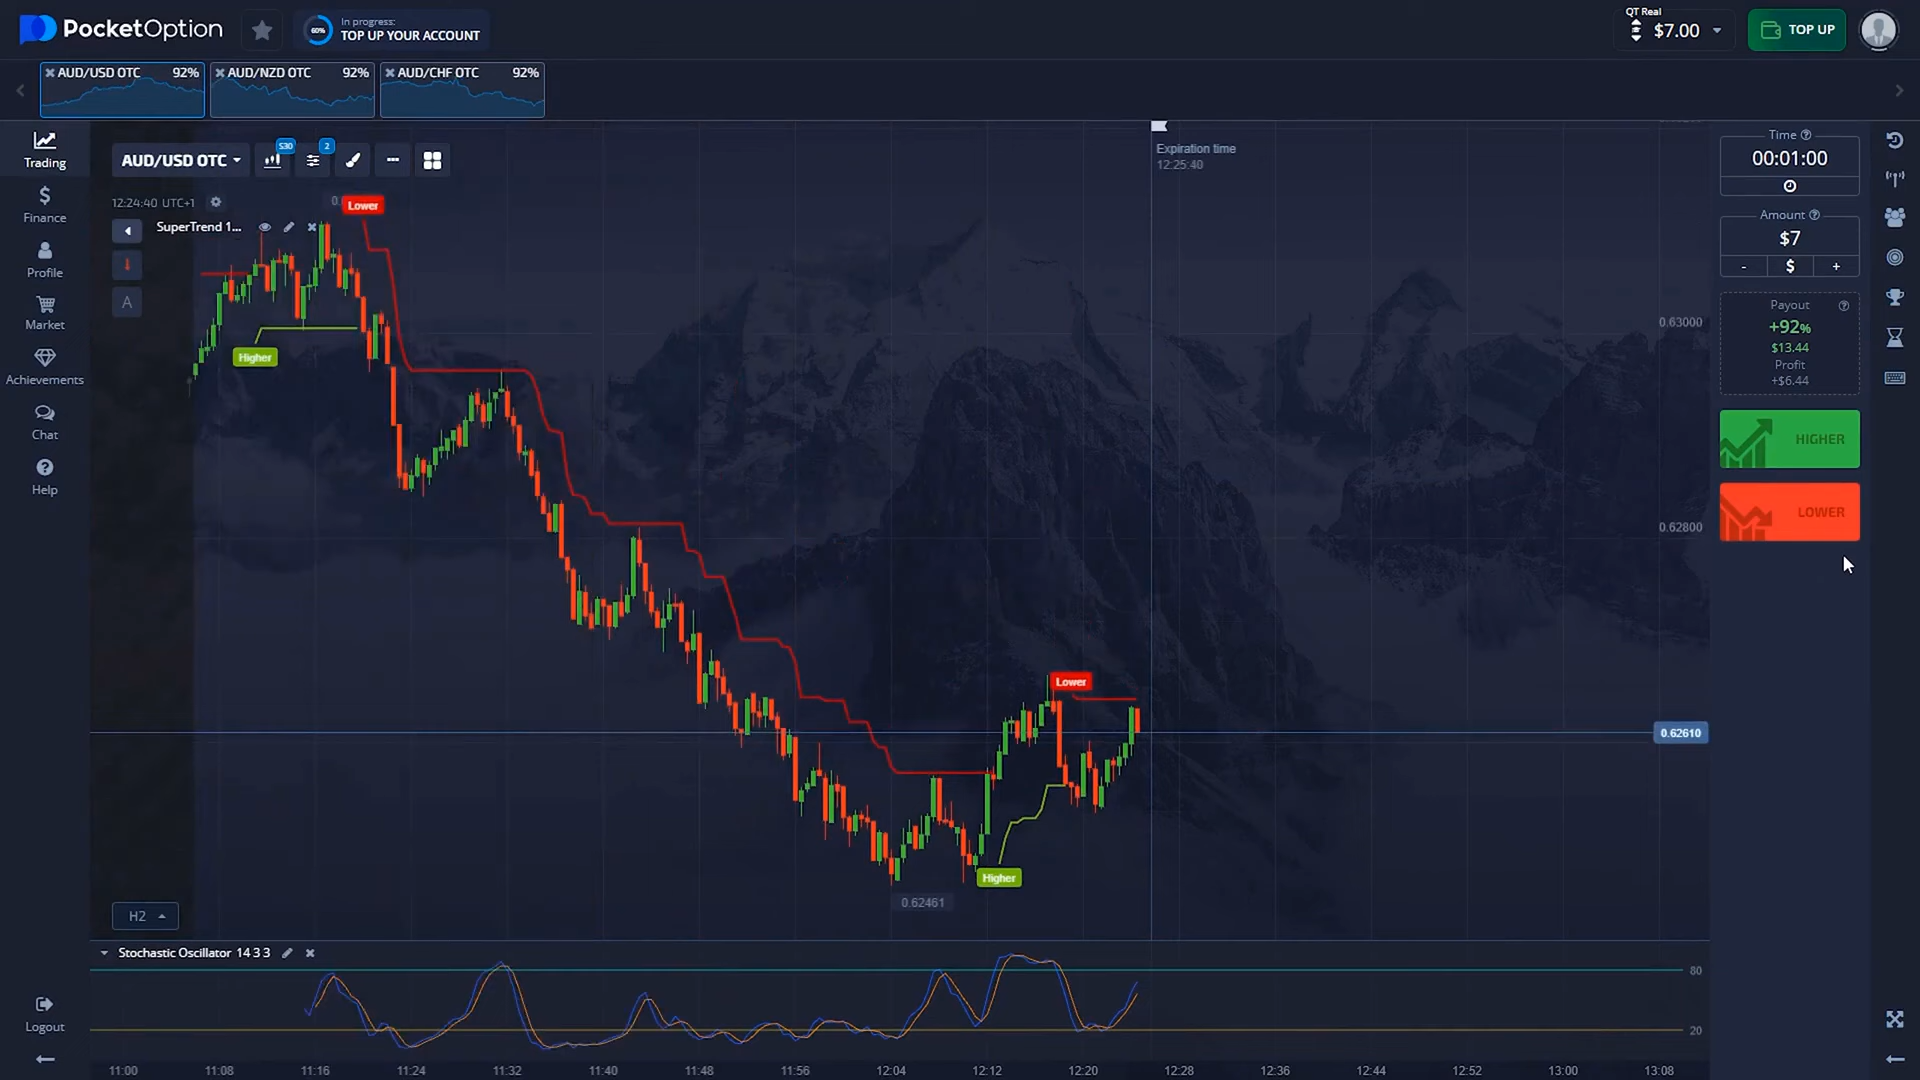 PocketOption
60%
In progress:
TOP UP YOUR ACCOUNT
QT Real
$7.00
TOP UP
AUD/USD OTC 92%
AUD/NZD OTC 92%
AUD/CHF OTC 92%
Trading
Finance
Profile
Market
Achievements
Chat
Help
Logout
AUD/USD OTC
S30
2
12:24:40 UTC+1
SuperTrend 1...
A
0.
Lower
Higher
Lower
Higher
0.62461
Expiration time
12:25:40
0.63000
0.62800
0.62610
H2
Stochastic Oscillator 14 3 3
80
20
11:00 11:08 11:16 11:24 11:32 11:40 11:48 11:56 12:04 12:12 12:20 12:28 12:36 12:44 12:52 13:00 13:08
Time
00:01:00
Amount
$7
- $ +
Payout
+92%
$13.44
Profit
+$6.44
HIGHER
LOWER